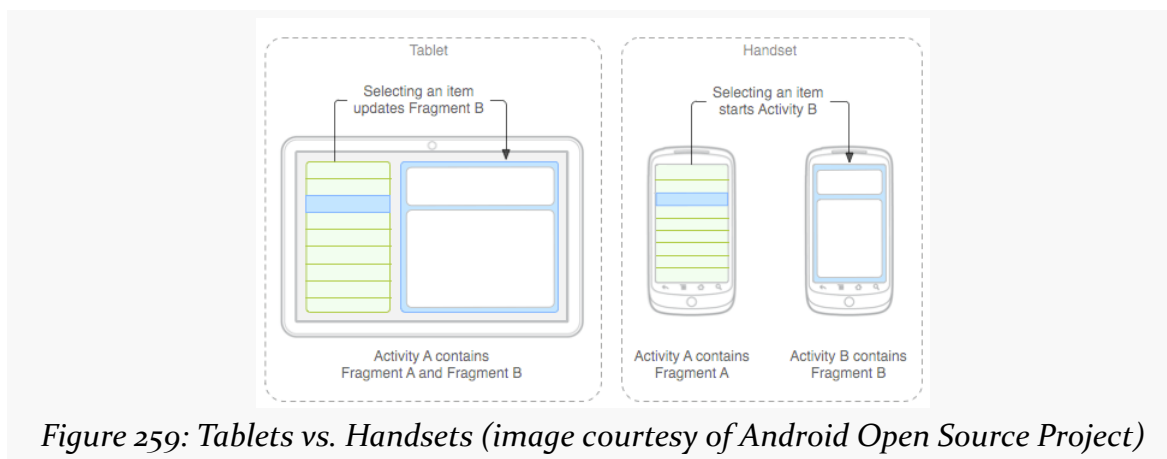 Tablet
Selecting an item
updates Fragment B
Activity A contains
Fragment A and Fragment B
Handset
Selecting an item
starts Activity B
Activity A contains
Fragment A
Activity B contains
Fragment B
Figure 259: Tablets vs. Handsets (image courtesy of Android Open Source Project)